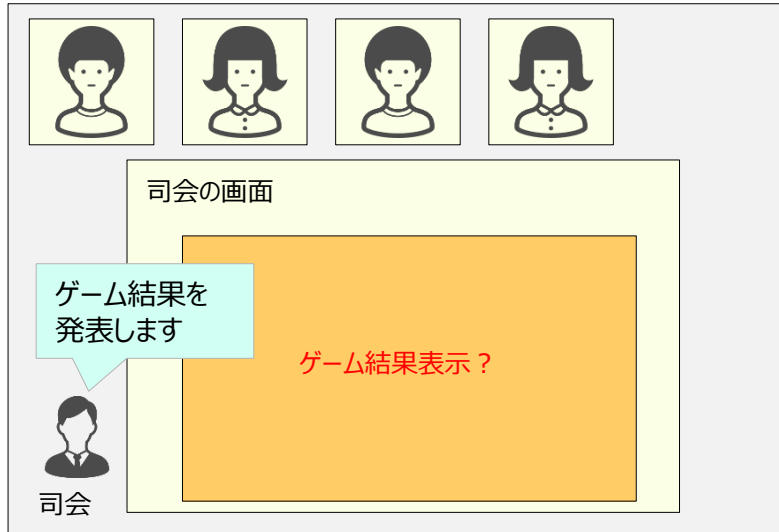 司会の画面
ゲーム結果を
発表します
ゲーム結果表示？
司会